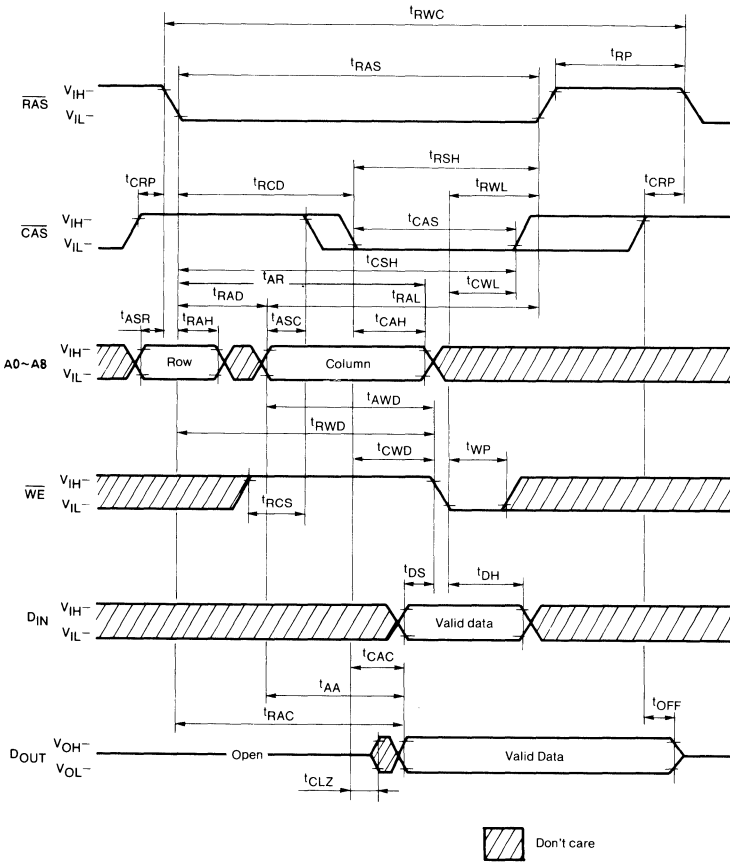 tRWC
tRAS
tRP
RAS
VIH–
VIL–
tRSH
tCRP
tRCD
tRWL
tCRP
CAS
VIH–
VIL–
tCAS
tCSH
tAR
tCWL
tRAD
tRAL
tASR
tRAH
tASC
tCAH
A0~A8
VIH–
VIL–
Row
Column
tAWD
tRWD
tCWD
tWP
WE
VIH–
VIL–
tRCS
tDS
tDH
DIN
VIH–
VIL–
Valid data
tCAC
tAA
tRAC
tOFF
DOUT
VOH–
VOL–
Open
Valid Data
tCLZ
Don't care